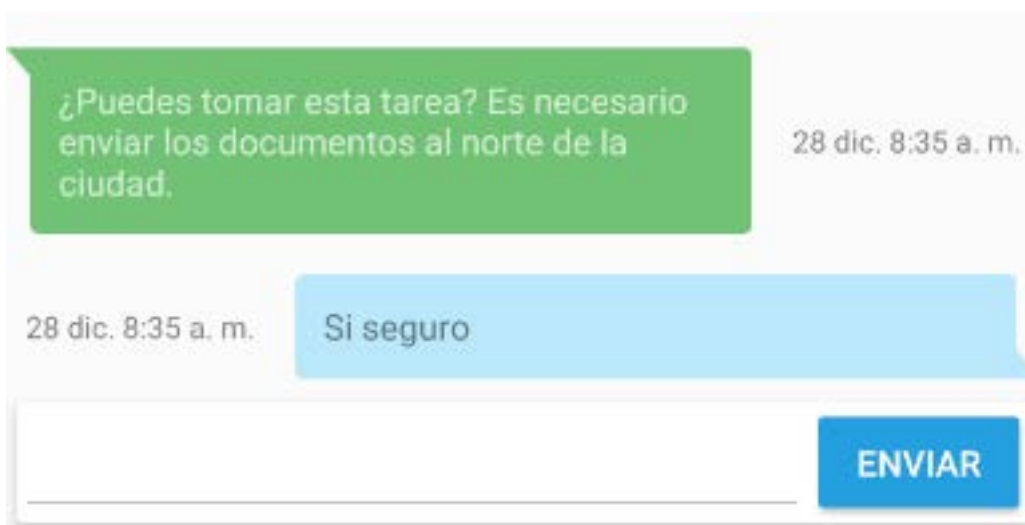 ¿Puedes tomar esta tarea? Es necesario
enviar los documentos al norte de la
ciudad.
28 dic. 8:35 a. m.
28 dic. 8:35 a. m.
Si seguro
ENVIAR